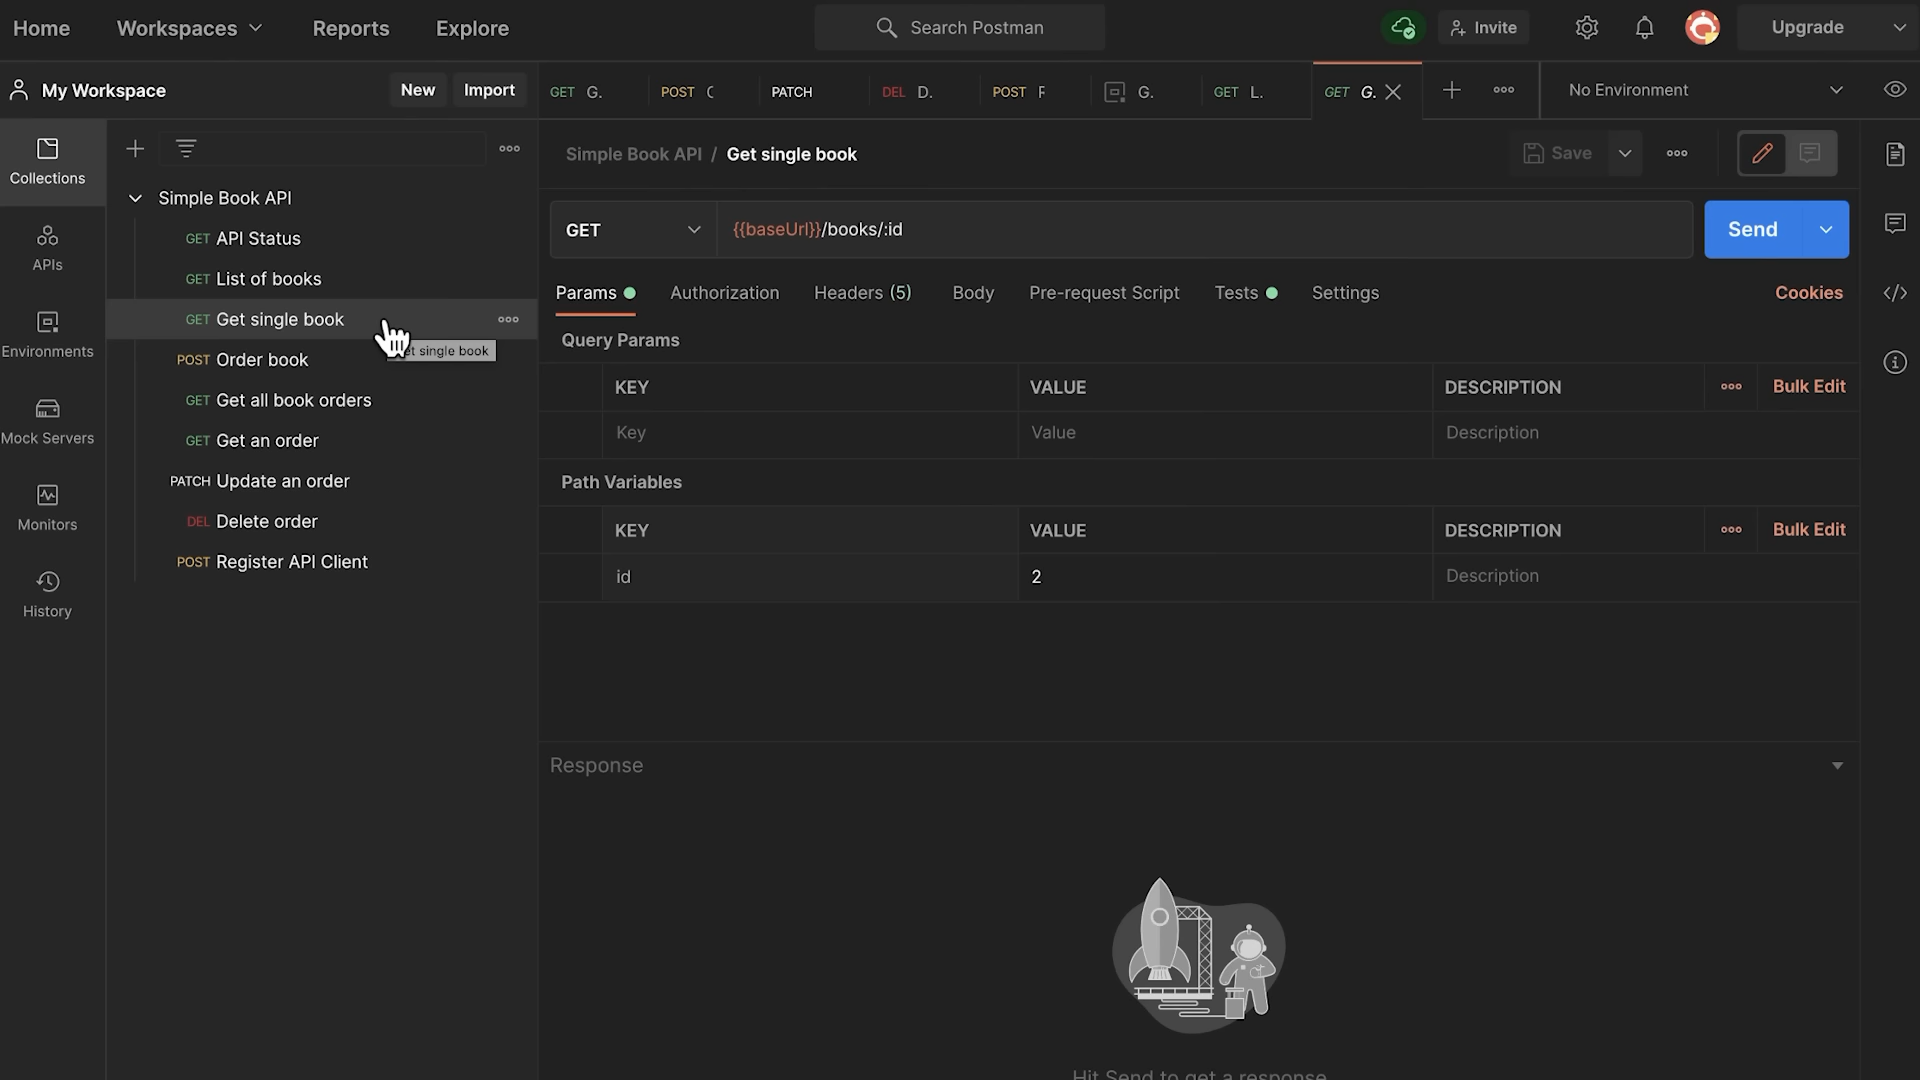 Home Workspaces Reports Explore Search Postman Invite Upgrade
My Workspace New Import GET G. POST PATCH DEL D. POST G. GET L. GET G. No Environment
Collections
APIs
Environments
Mock Servers
Monitors
History
Simple Book API
GET API Status
GET List of books
GET Get single book
single book
POST Order book
GET Get all book orders
GET Get an order
PATCH Update an order
DEL Delete order
POST Register API Client
Simple Book API / Get single book Save
GET {{baseUrl}}/books/:id Send
Params Authorization Headers (5) Body Pre-request Script Tests Settings Cookies
Query Params
KEY VALUE DESCRIPTION Bulk Edit
Key Value Description
Path Variables
KEY VALUE DESCRIPTION Bulk Edit
id 2 Description
Response
Hit Send to get a response